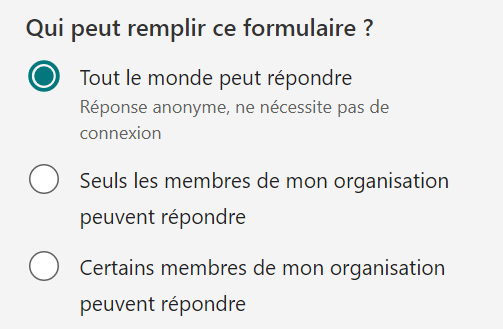 Qui peut remplir ce formulaire ?
Tout le monde peut répondre
Réponse anonyme, ne nécessite pas de
connexion
Seuls les membres de mon organisation
peuvent répondre
Certains membres de mon organisation
peuvent répondre